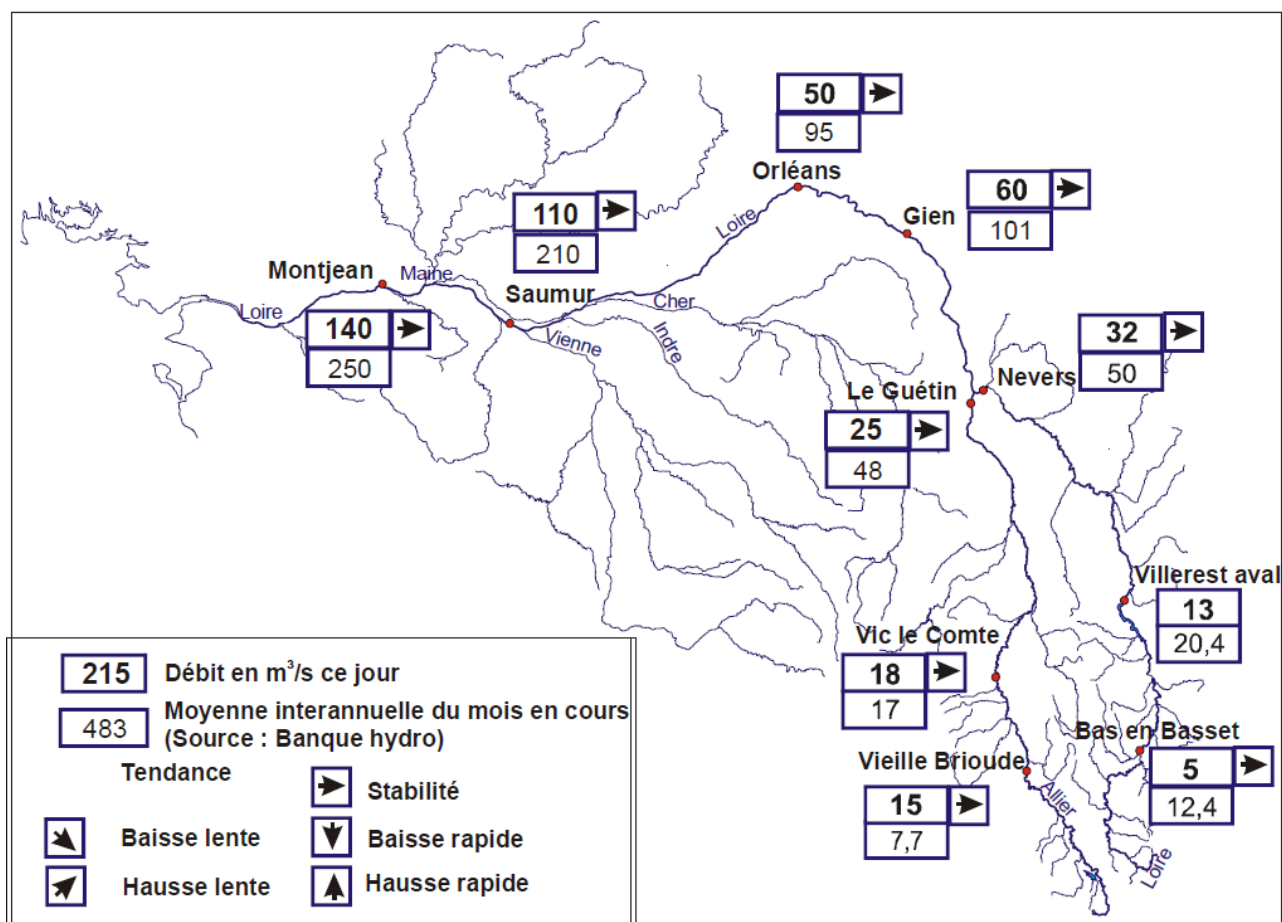 50
95
Orléans
60
101
Gien
110
210
Loire
Montjean
Maine
Saumur
Loire
Cher
Indre
Vienne
140
250
32
50
Nevers
Le Guétin
25
48
Villerest aval
13
20,4
Vic le Comte
18
17
Bas en Basset
5
12,4
Vieille Brioude
15
7,7
Allier
Loire
215 Débit en m³/s ce jour
483 Moyenne interannuelle du mois en cours
(Source : Banque hydro)
Tendance
Stabilité
Baisse lente
Baisse rapide
Hausse lente
Hausse rapide